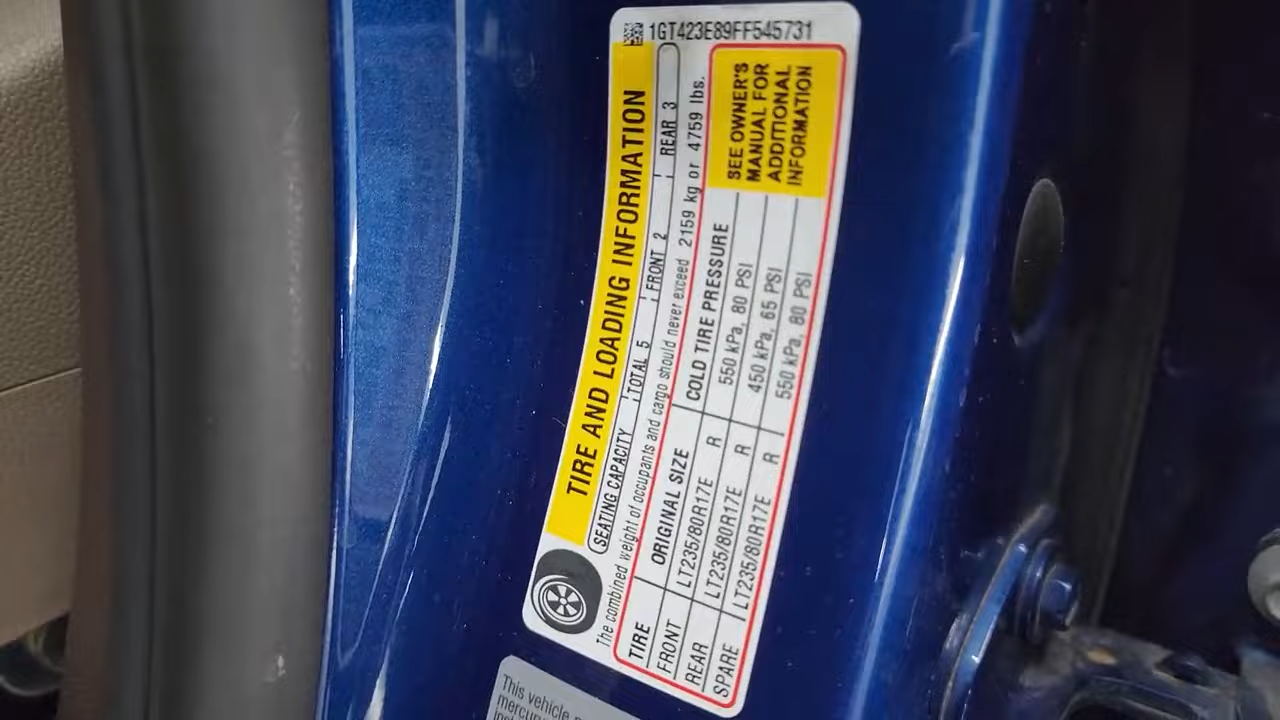 1GT423E89FF545731
TIRE AND LOADING INFORMATION
SEATING CAPACITY TOTAL 5 FRONT 2 REAR 3
The combined weight of occupants and cargo should never exceed 2159 kg or 4759 lbs.
TIRE ORIGINAL SIZE COLD TIRE PRESSURE
FRONT LT235/80R17E R 550 kPa, 80 PSI
REAR LT235/80R17E R 450 kPa, 65 PSI
SPARE LT235/80R17E R 550 kPa, 80 PSI
SEE OWNER'S
MANUAL FOR
ADDITIONAL
INFORMATION
This vehicle